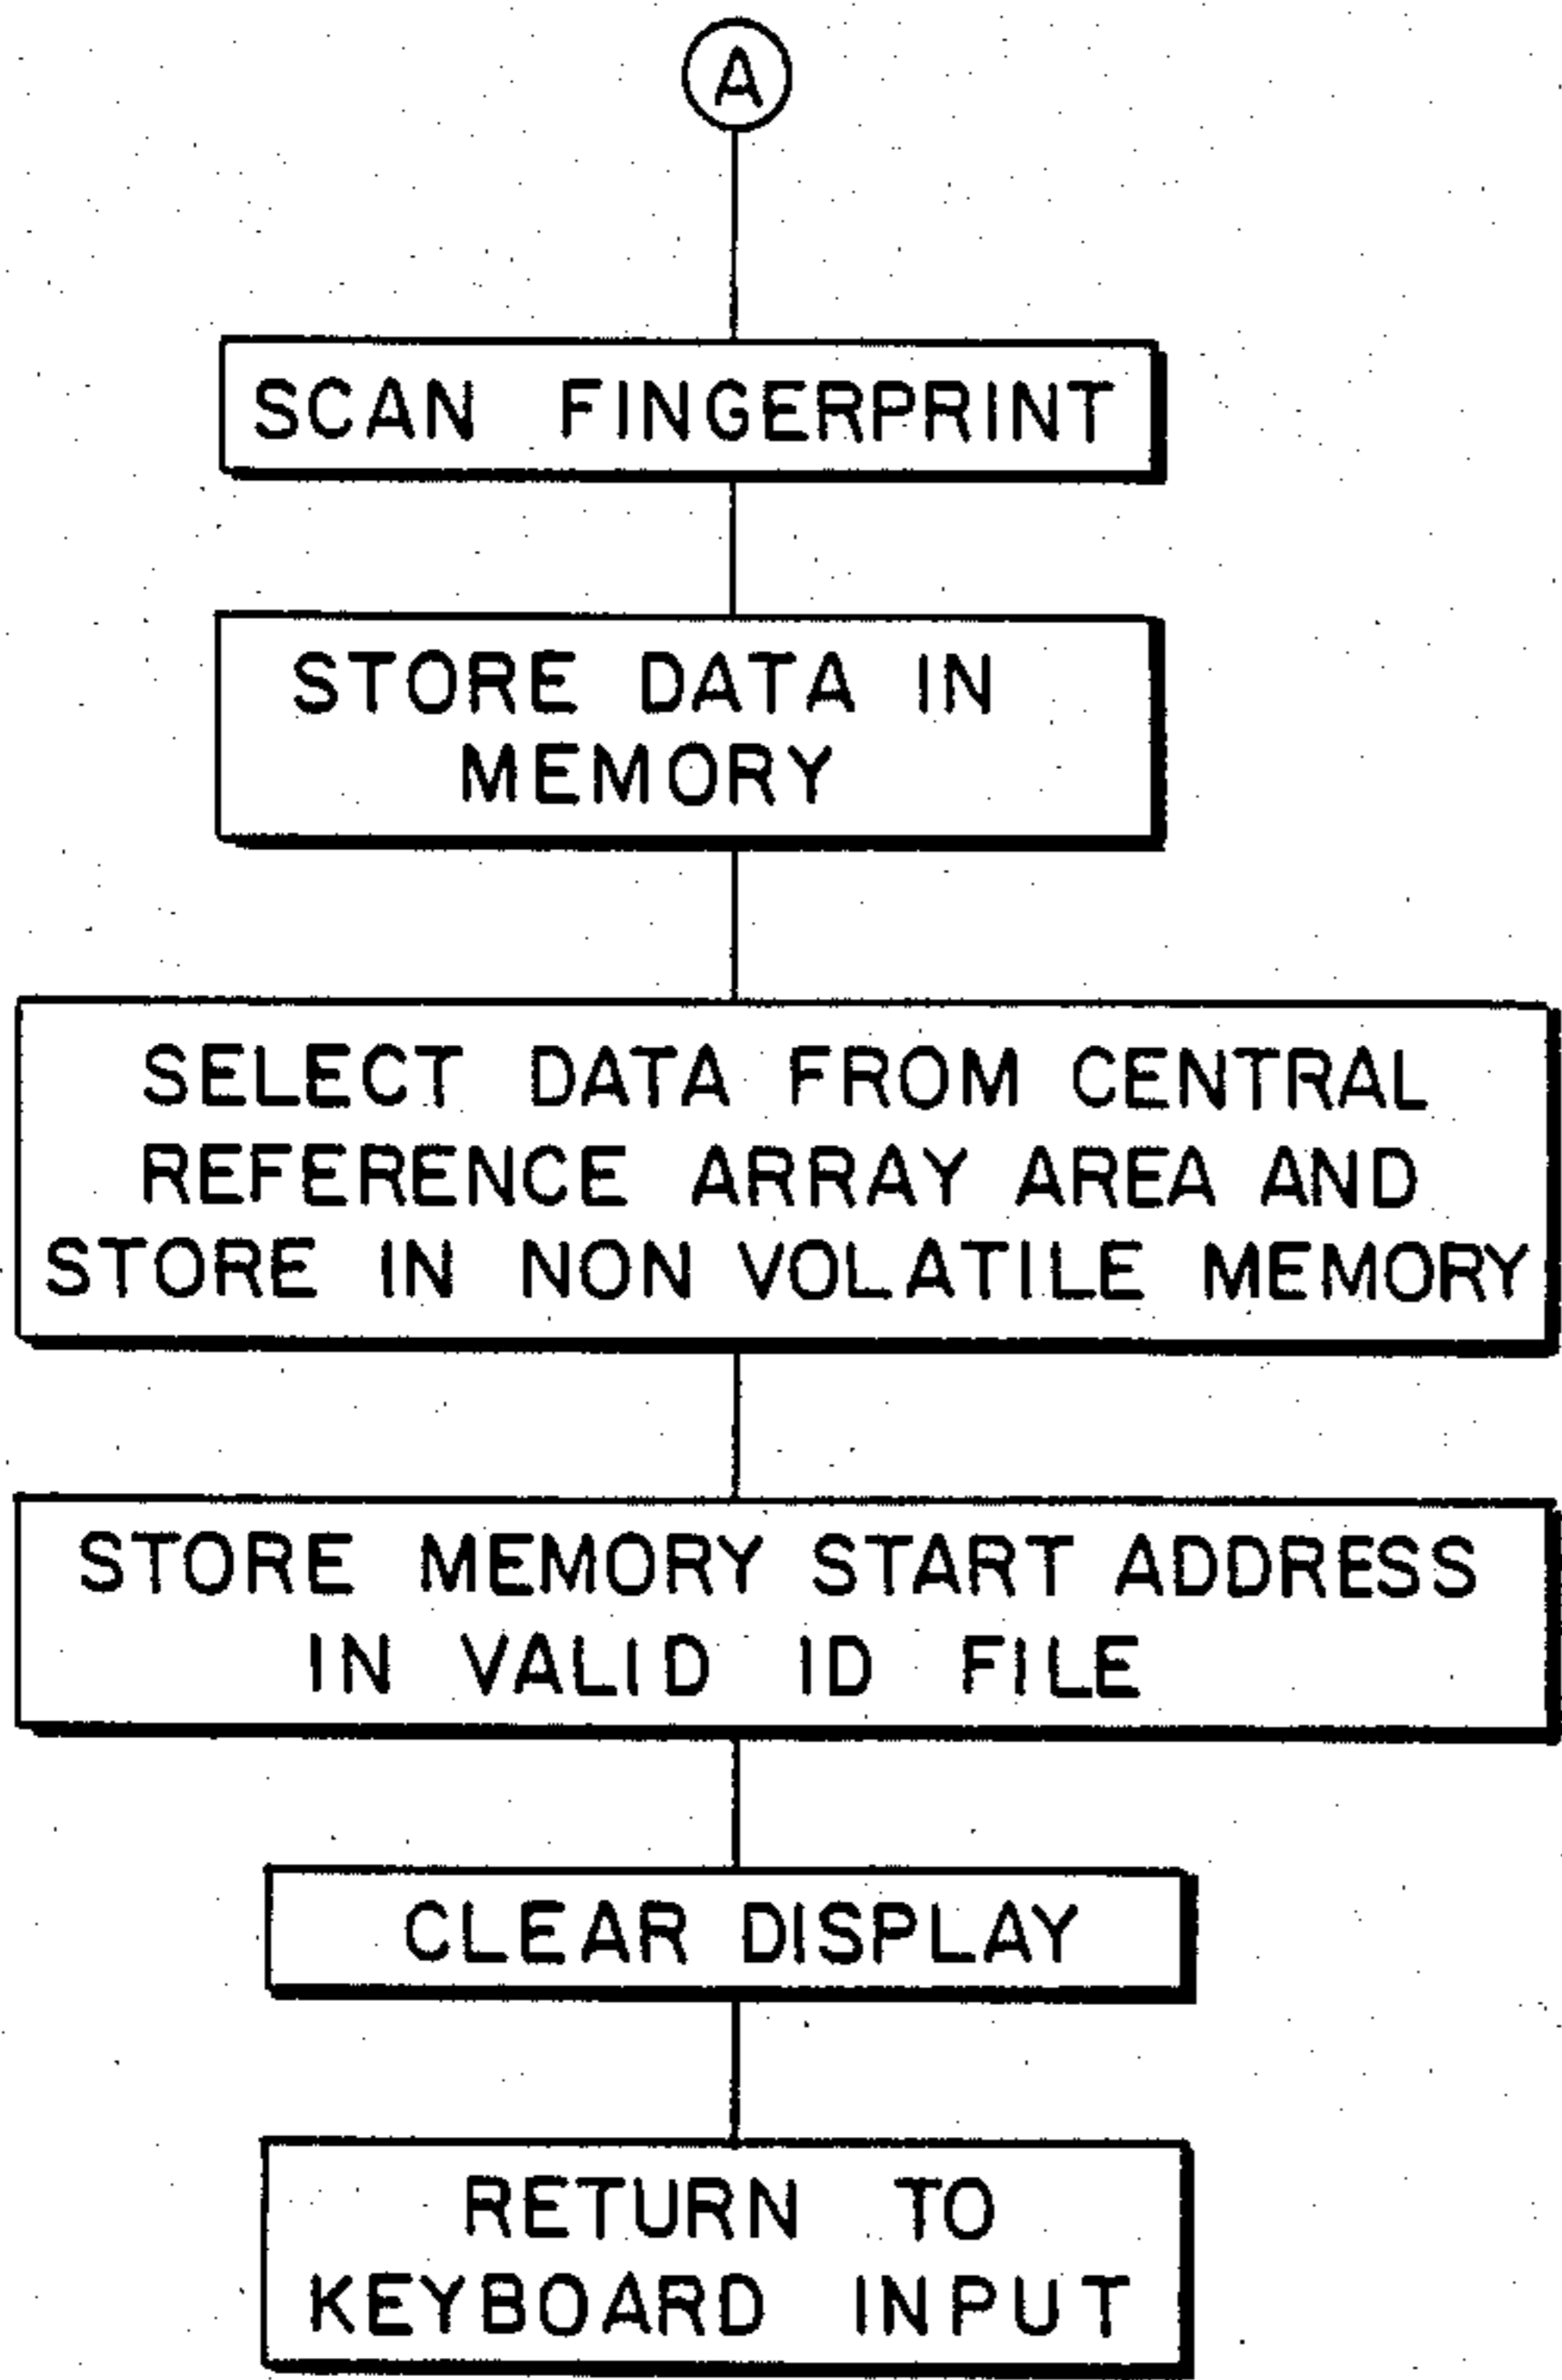 A
SCAN FINGERPRINT
STORE DATA IN
MEMORY
SELECT DATA FROM CENTRAL
REFERENCE ARRAY AREA AND
STORE IN NON VOLATILE MEMORY
STORE MEMORY START ADDRESS
IN VALID ID FILE
CLEAR DISPLAY
RETURN TO
KEYBOARD INPUT